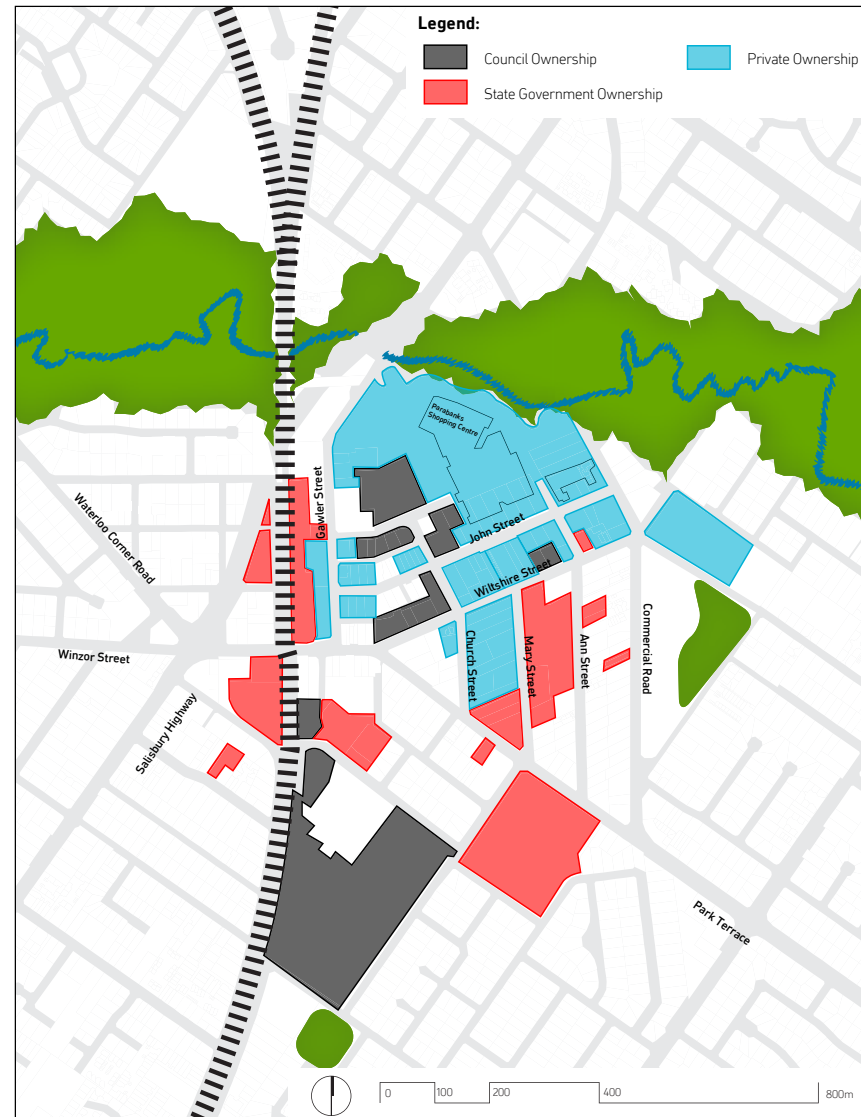 Legend:
Council Ownership
Private Ownership
State Government Ownership
Parabanks
Shopping Centre
Gawler Street
John Street
Waterloo Corner Road
Wiltshire Street
Church Street
Mary Street
Ann Street
Commercial Road
Winzor Street
Salisbury Highway
Park Terrace
0 100 200 400 800m